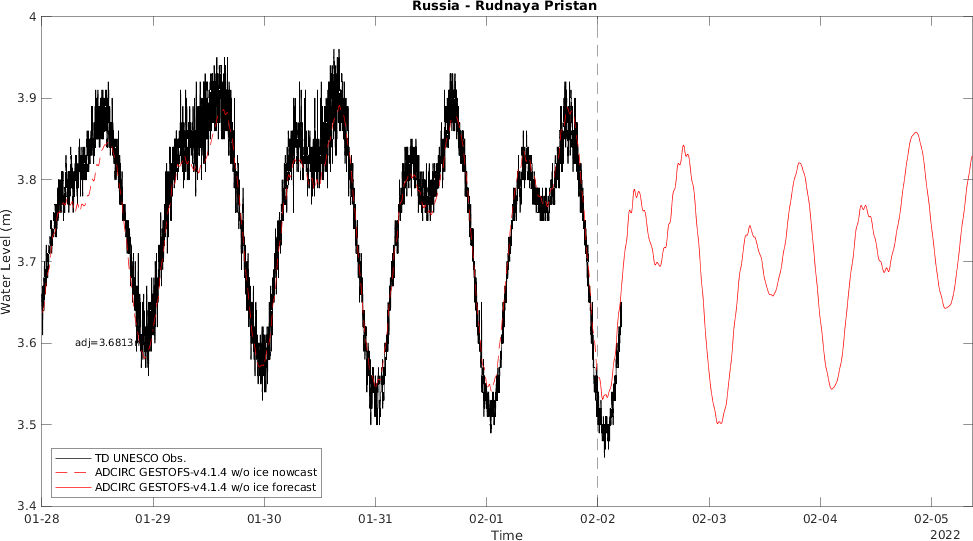 Russia - Rudnaya Pristan
4
3.9
3.8
3.7
3.6
3.5
3.4
Water Level (m)
adj=3.6813m
TD UNESCO Obs.
ADCIRC GESTOFS-v4.1.4 w/o ice nowcast
ADCIRC GESTOFS-v4.1.4 w/o ice forecast
01-28 01-29 01-30 01-31 02-01 02-02 02-03 02-04 02-05
Time
2022